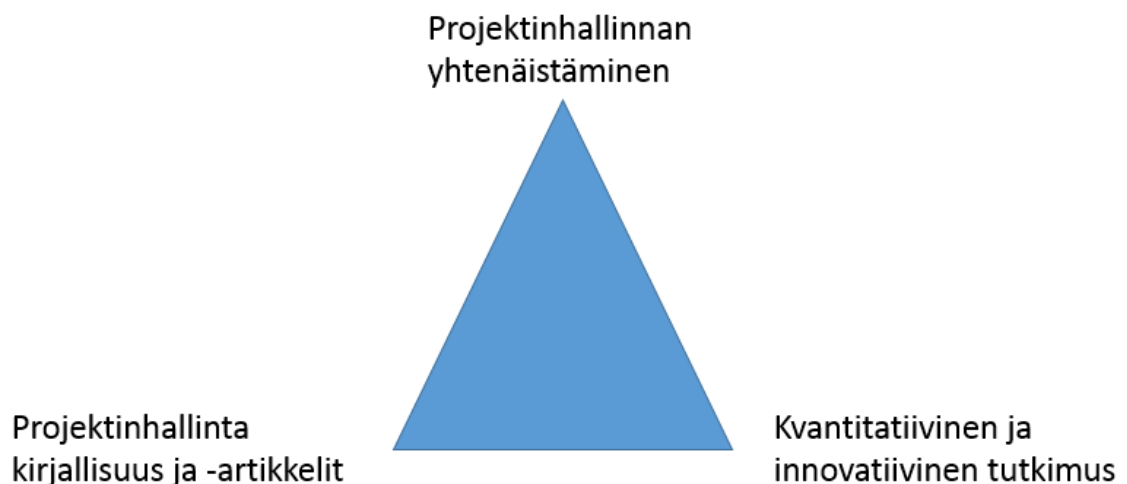 Projektinhallinnan
yhtenäistäminen
Projektinhallinta
kirjallisuus ja -artikkelit
Kvantitatiivinen ja
innovatiivinen tutkimus